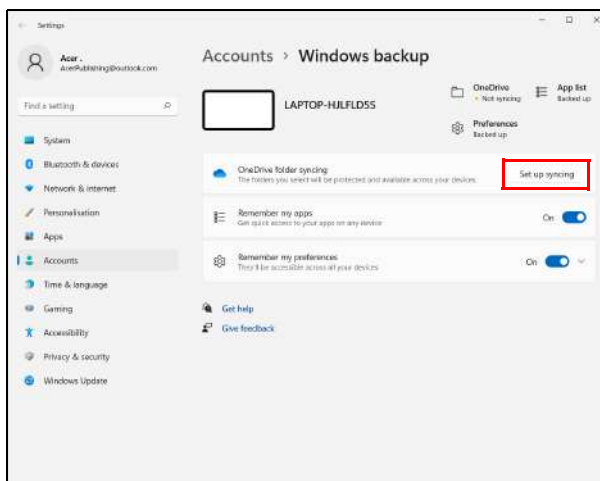 Settings
Acer .
AcerPublishing@outlook.com
Find a setting
System
Bluetooth & devices
Network & internet
Personalisation
Apps
Accounts
Time & language
Gaming
Accessibility
Privacy & security
Windows Update
Accounts > Windows backup
LAPTOP-HJLFLD5S
OneDrive
• Not syncing
App list
Backed up
Preferences
Backed up
OneDrive folder syncing
The folders you select will be protected and available across your devices.
Set up syncing
Remember my apps
Get quick access to your apps on any device
On
Remember my preferences
They'll be accessible across all your devices
On
Get help
Give feedback